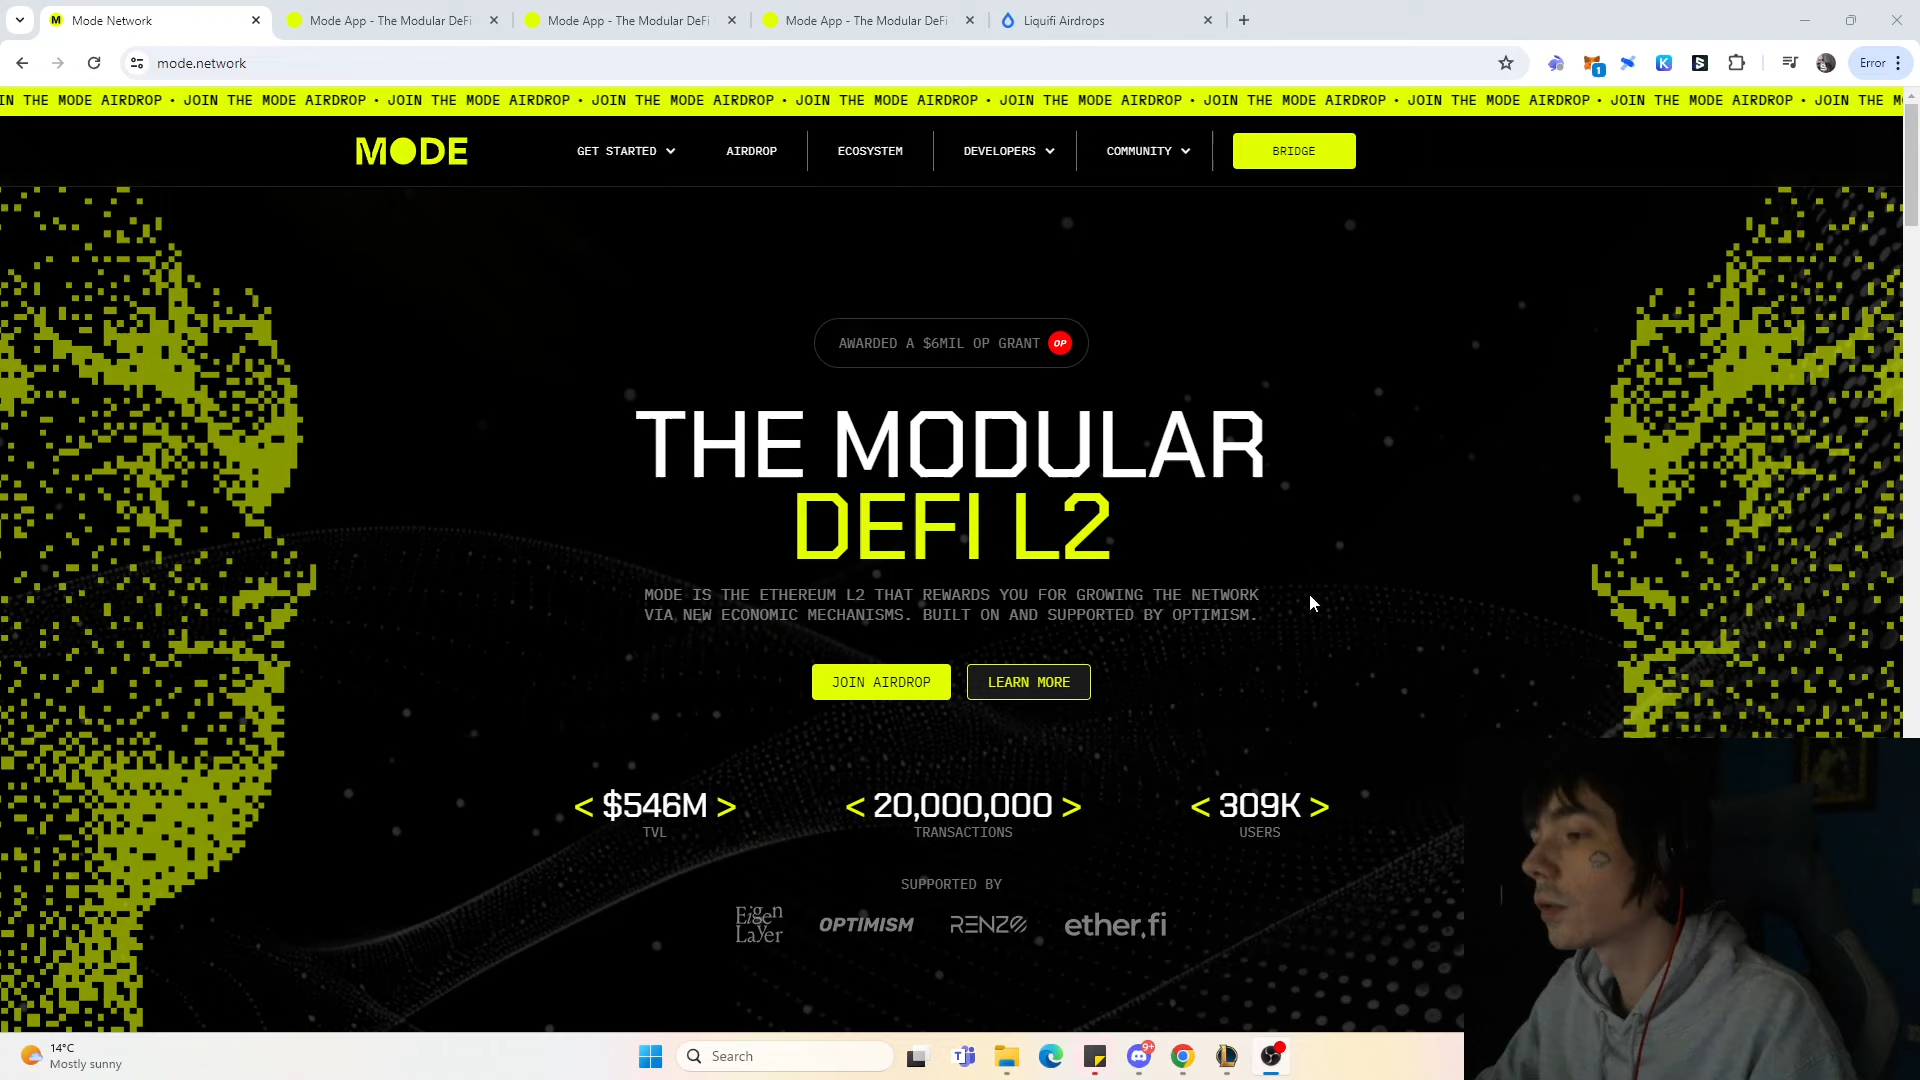 Mode Network
Mode App - The Modular DeFi
Mode App - The Modular DeFi
Mode App - The Modular DeFi
Liquifi Airdrops
mode.network
1
K
Error
IN THE MODE AIRDROP • JOIN THE MODE AIRDROP • JOIN THE MODE AIRDROP • JOIN THE MODE AIRDROP • JOIN THE MODE AIRDROP • JOIN THE MODE AIRDROP • JOIN THE MODE AIRDROP • JOIN THE MODE AIRDROP • JOIN THE MODE AIRDROP • JOIN THE M
MODE
GET STARTED
AIRDROP
ECOSYSTEM
DEVELOPERS
COMMUNITY
BRIDGE
AWARDED A $6MIL OP GRANT OP
THE MODULAR
DEFI L2
MODE IS THE ETHEREUM L2 THAT REWARDS YOU FOR GROWING THE NETWORK
VIA NEW ECONOMIC MECHANISMS. BUILT ON AND SUPPORTED BY OPTIMISM.
JOIN AIRDROP
LEARN MORE
< $546M >
TVL
< 20,000,000 >
TRANSACTIONS
< 309K >
USERS
SUPPORTED BY
Eigen
Layer
OPTIMISM
RENZO
ether.fi
14°C
Mostly sunny
Search
9+